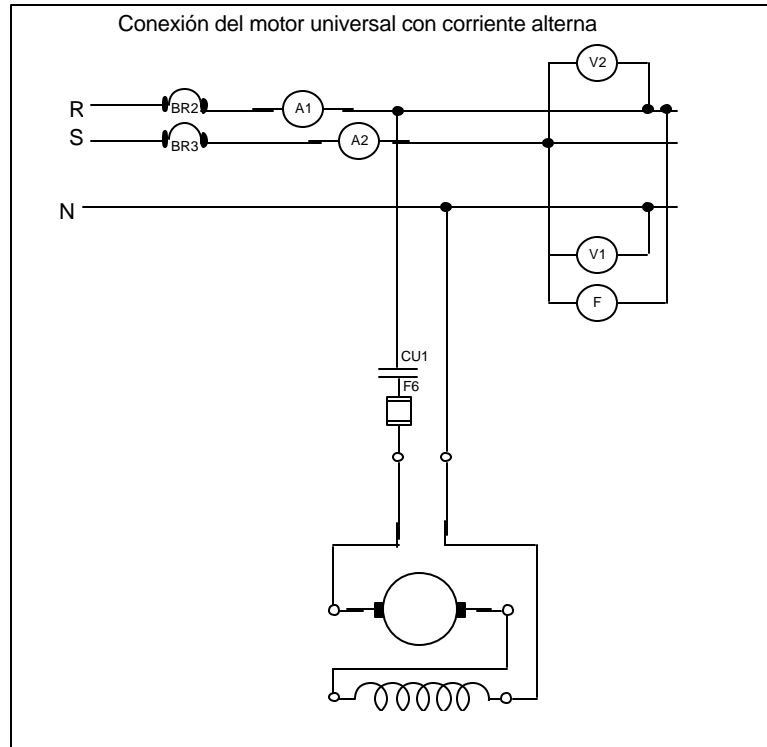 Conexión del motor universal con corriente alterna
V2
R
BR2
A1
S
BR3
A2
N
V1
F
CU1
F6